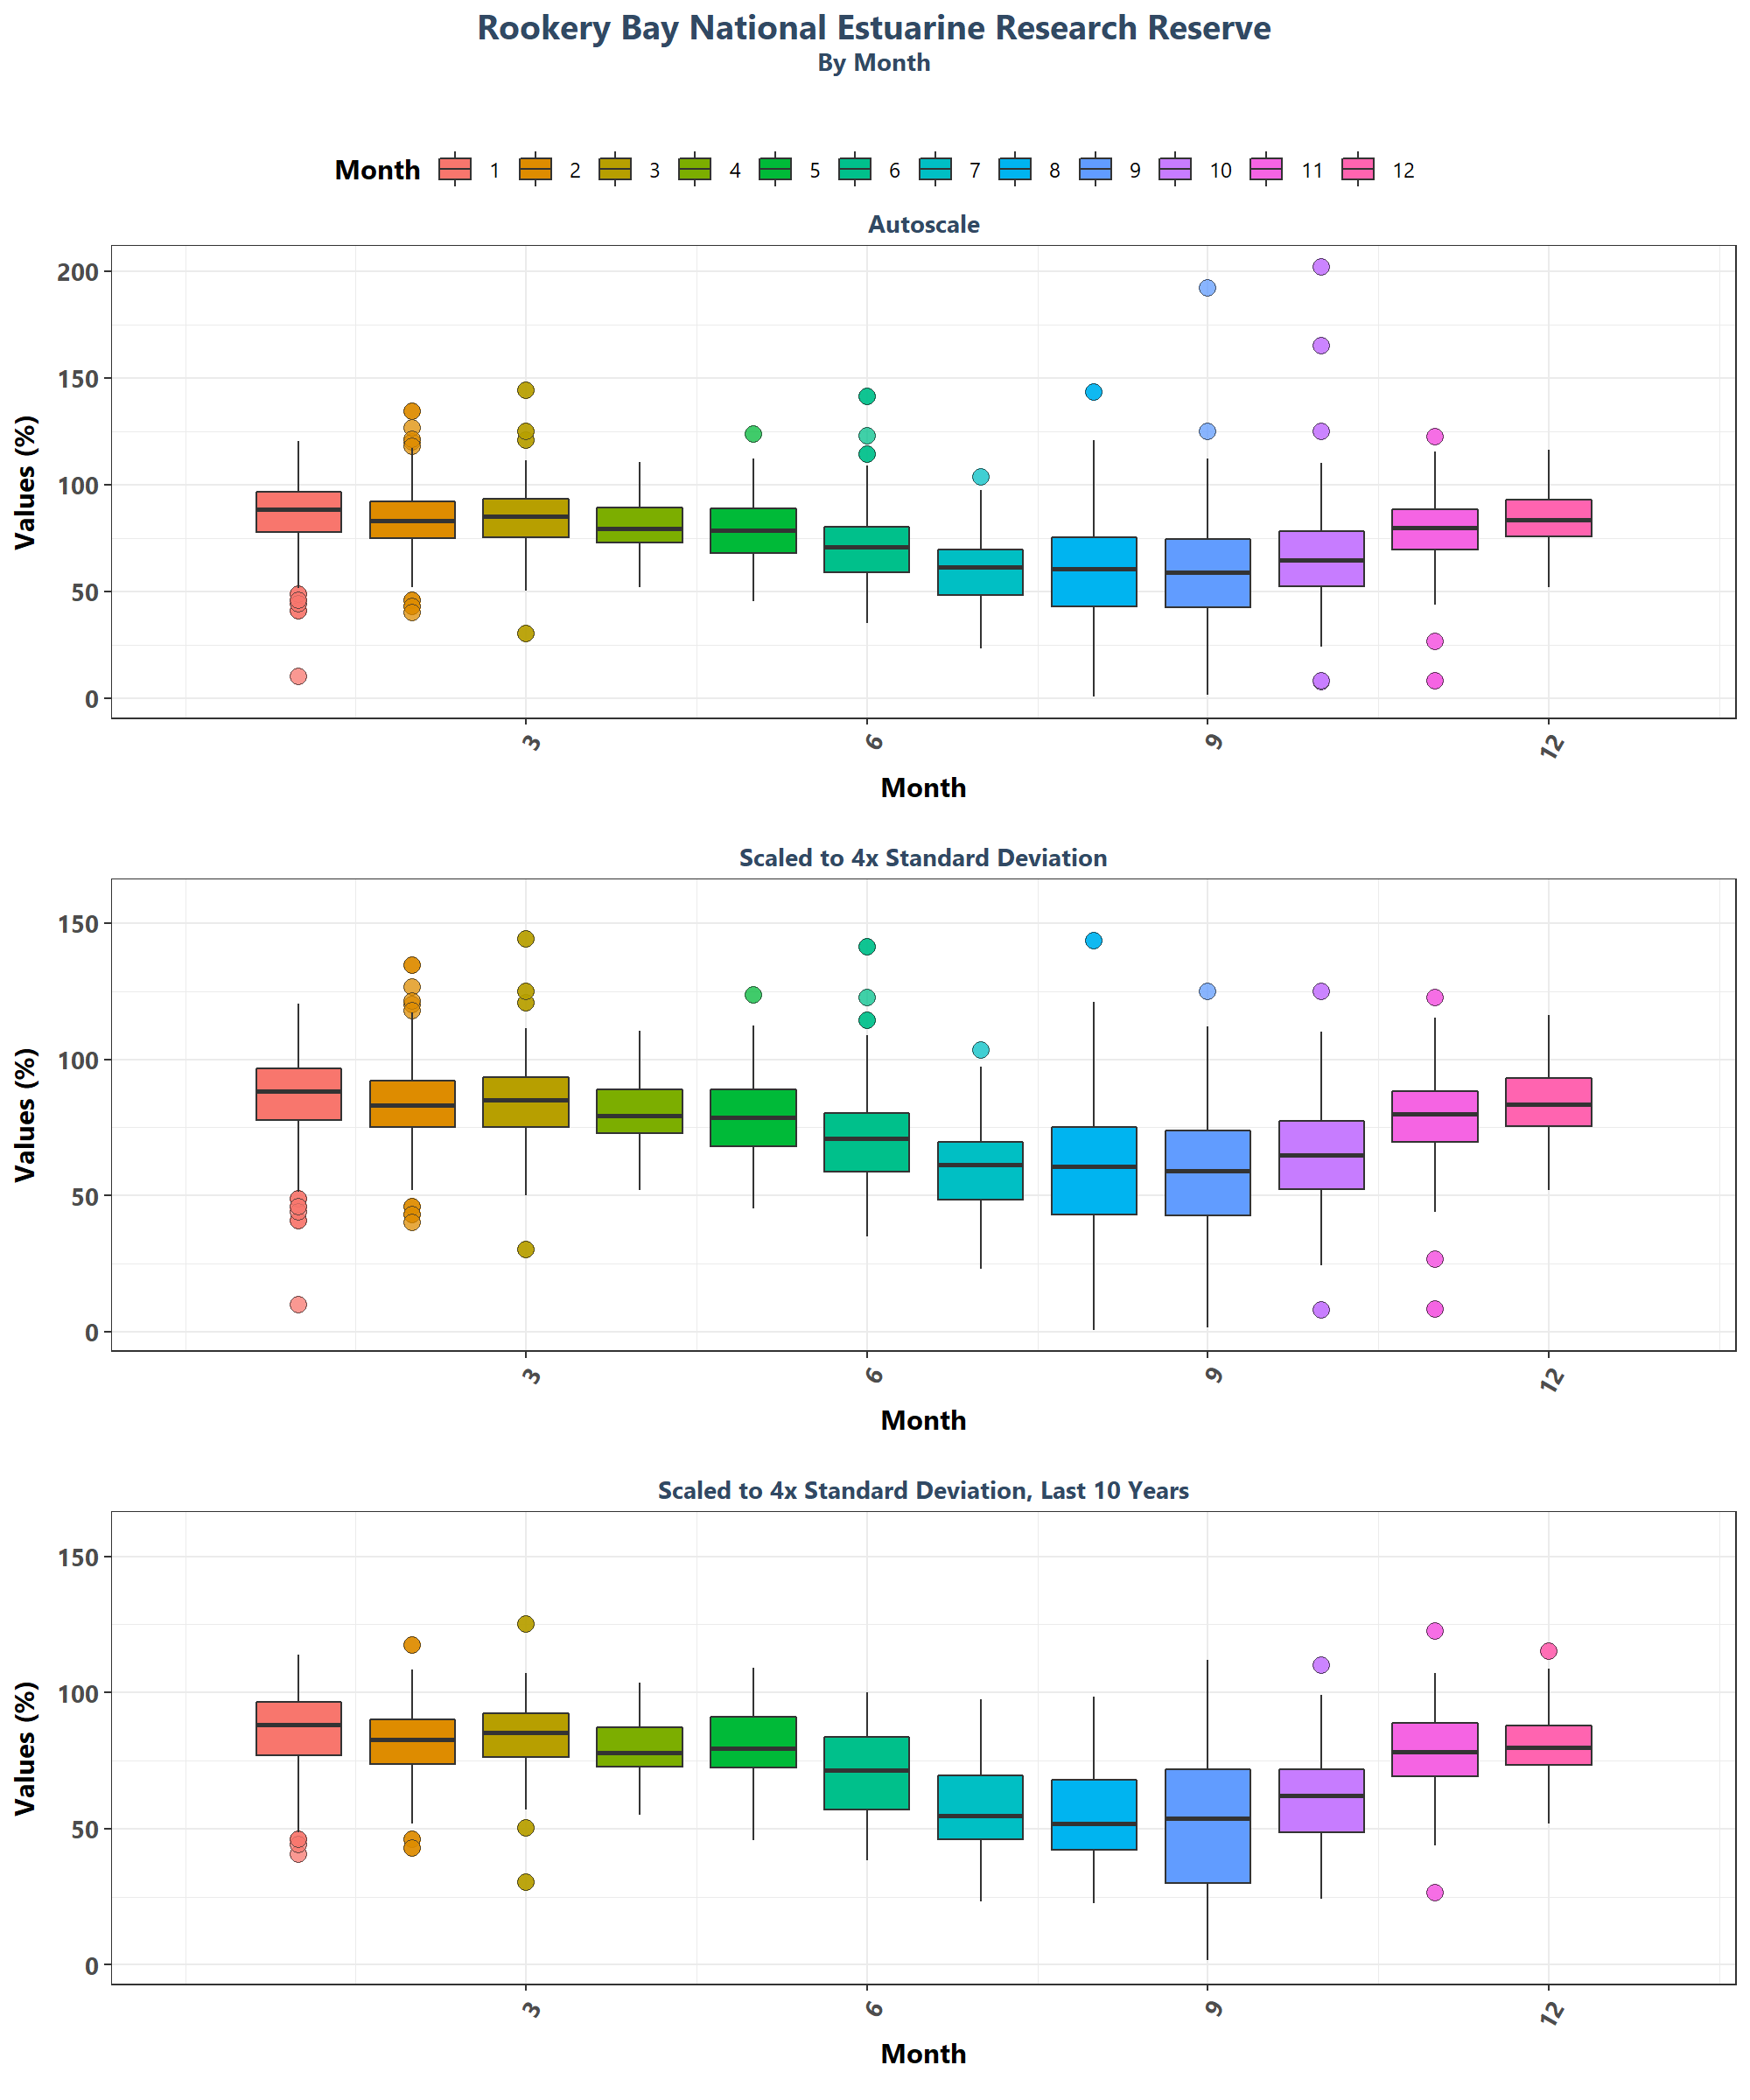 Rookery Bay National Estuarine Research Reserve
By Month
Month 1 2 3 4 5 6 7 8 9 10 11 12
Autoscale
Values (%)
200
150
100
50
0
3 6 9 12
Month
Scaled to 4x Standard Deviation
Values (%)
150
100
50
0
3 6 9 12
Month
Scaled to 4x Standard Deviation, Last 10 Years
Values (%)
150
100
50
0
3 6 9 12
Month